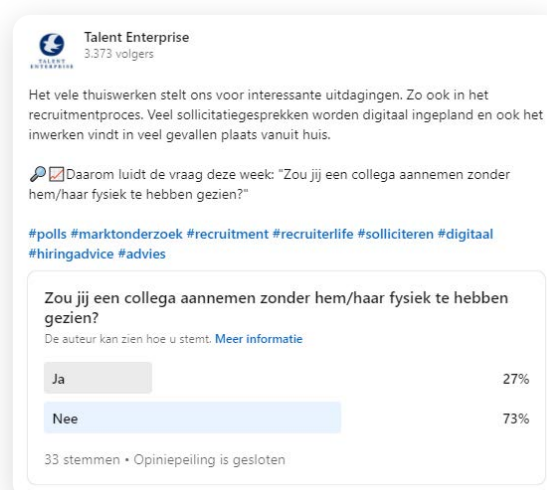 Talent Enterprise
3.373 volgers
TALENT
ENTERPRISE
Het vele thuiswerken stelt ons voor interessante uitdagingen. Zo ook in het
recruitmentproces. Veel sollicitatiegesprekken worden digitaal ingepland en ook het
inwerken vindt in veel gevallen plaats vanuit huis.
🔎📈Daarom luidt de vraag deze week: "Zou jij een collega aannemen zonder
hem/haar fysiek te hebben gezien?"
#polls #marktonderzoek #recruitment #recruiterlife #solliciteren #digitaal
#hiringadvice #advies
Zou jij een collega aannemen zonder hem/haar fysiek te hebben
gezien?
De auteur kan zien hoe u stemt. Meer informatie
Ja 27%
Nee 73%
33 stemmen • Opiniepeiling is gesloten